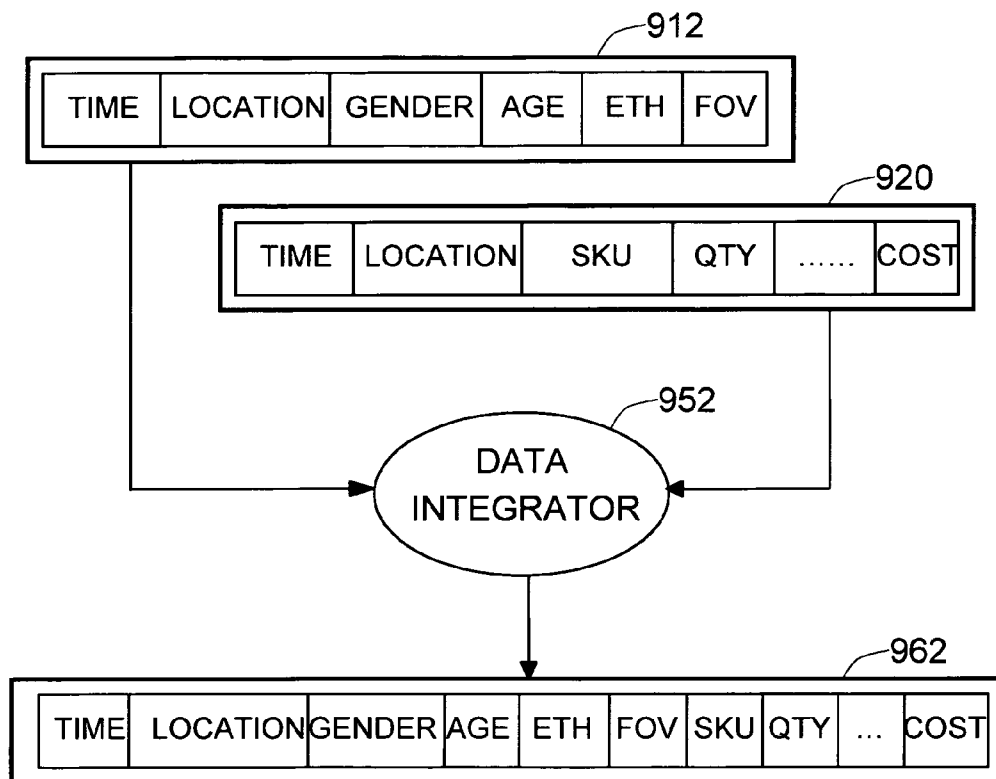 912
TIME LOCATION GENDER AGE ETH FOV
920
TIME LOCATION SKU QTY ...... COST
952
DATA
INTEGRATOR
962
TIME LOCATION GENDER AGE ETH FOV SKU QTY ... COST